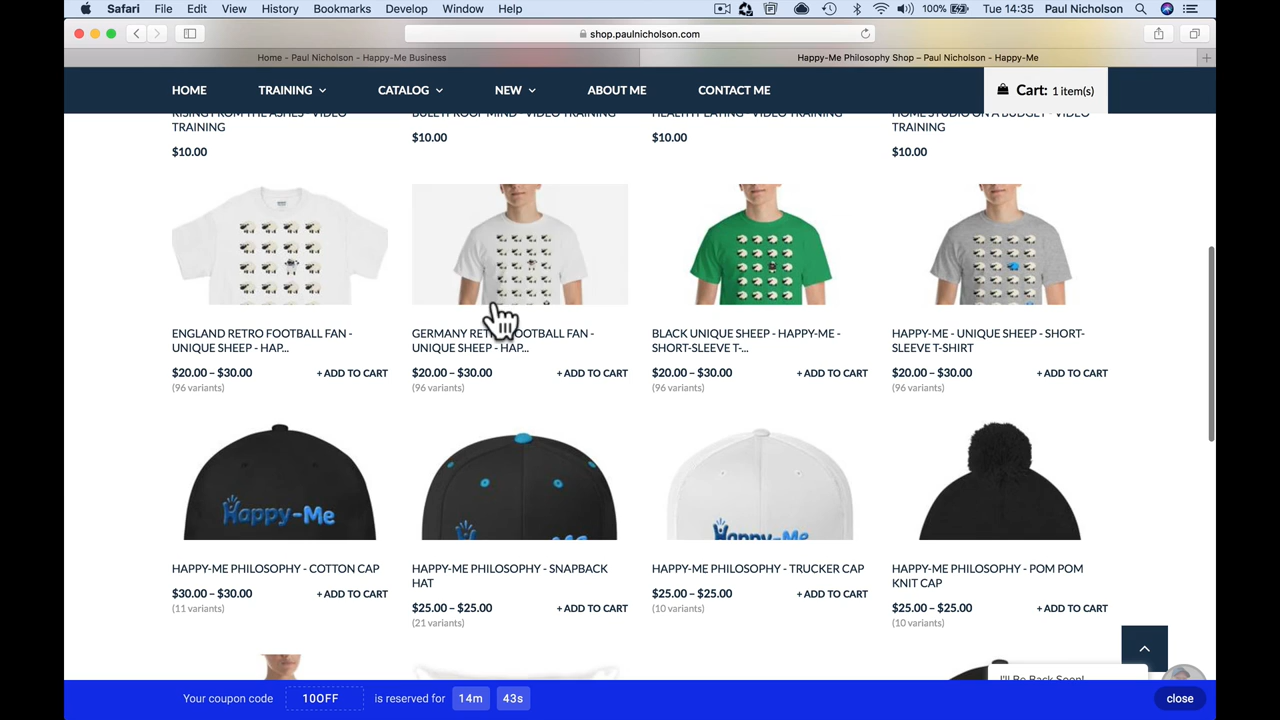 Safari File Edit View History Bookmarks Develop Window Help 100% Tue 14:35 Paul Nicholson
shop.paulnicholson.com
Home - Paul Nicholson - Happy-Me Business
Happy-Me Philosophy Shop – Paul Nicholson - Happy-Me
HOME TRAINING CATALOG NEW ABOUT ME CONTACT ME Cart: 1 item(s)
RISING FROM THE ASHES - VIDEO TRAINING
$10.00
BULLETPROOF MIND - VIDEO TRAINING
$10.00
HEALTHY EATING - VIDEO TRAINING
$10.00
HOME STUDIO ON A BUDGET - VIDEO TRAINING
$10.00
ENGLAND RETRO FOOTBALL FAN -
UNIQUE SHEEP - HAP...
$20.00 – $30.00 + ADD TO CART
(96 variants)
GERMANY RETRO FOOTBALL FAN -
UNIQUE SHEEP - HAP...
$20.00 – $30.00 + ADD TO CART
(96 variants)
BLACK UNIQUE SHEEP - HAPPY-ME -
SHORT-SLEEVE T-...
$20.00 – $30.00 + ADD TO CART
(96 variants)
HAPPY-ME - UNIQUE SHEEP - SHORT-
SLEEVE T-SHIRT
$20.00 – $30.00 + ADD TO CART
(96 variants)
Happy-Me
Happy-Me
HAPPY-ME PHILOSOPHY - COTTON CAP
$30.00 – $30.00 + ADD TO CART
(11 variants)
HAPPY-ME PHILOSOPHY - SNAPBACK
HAT
$25.00 – $25.00 + ADD TO CART
(21 variants)
HAPPY-ME PHILOSOPHY - TRUCKER CAP
$25.00 – $25.00 + ADD TO CART
(10 variants)
HAPPY-ME PHILOSOPHY - POM POM
KNIT CAP
$25.00 – $25.00 + ADD TO CART
(10 variants)
I'll Be Back Soon!
Your coupon code 10OFF is reserved for 14m 43s close